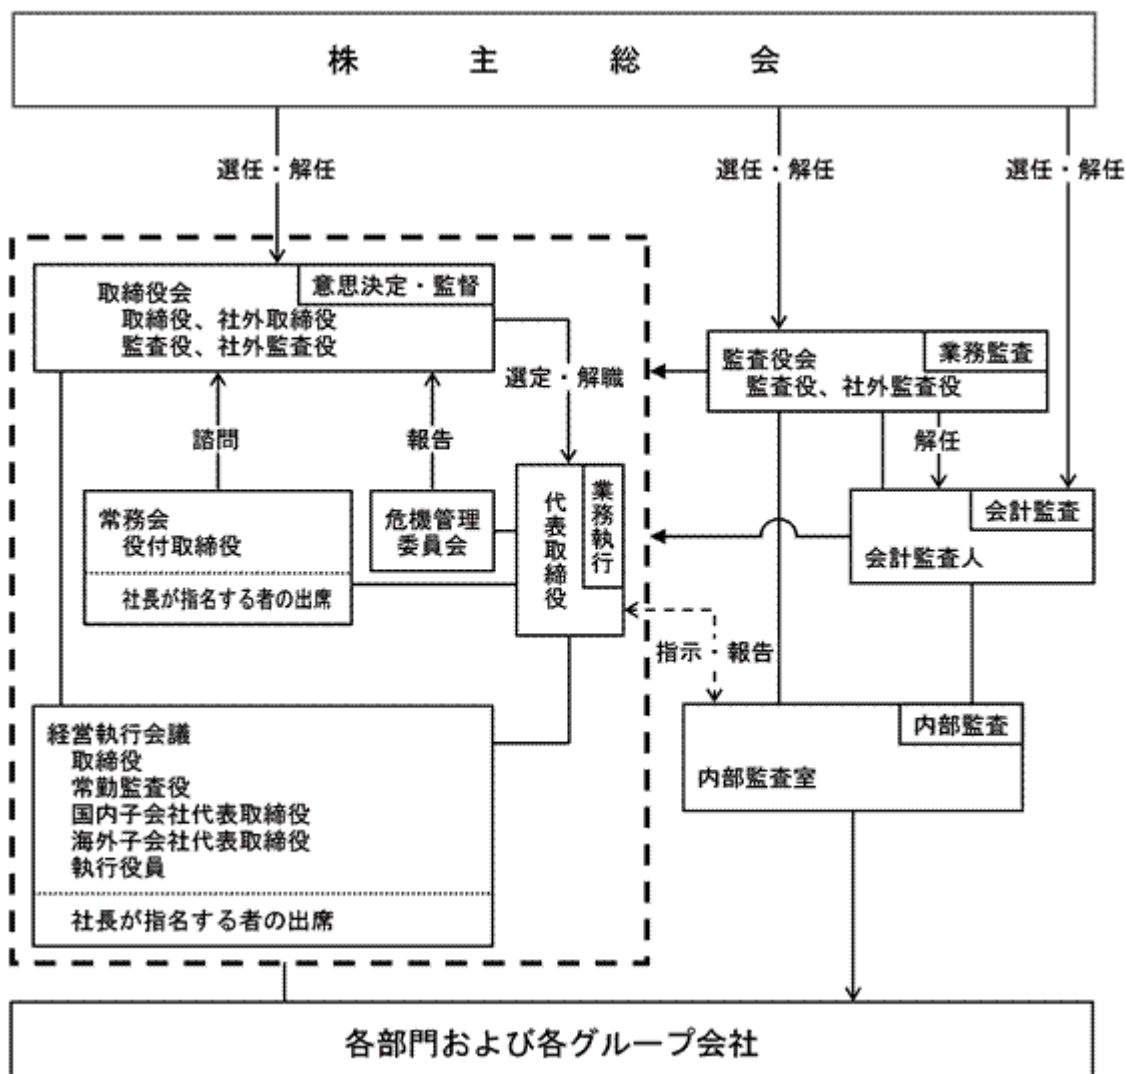 株主総会
選任・解任
選任・解任
選任・解任
意思決定・監督
取締役会
取締役、社外取締役
監査役、社外監査役
選定・解職
業務監査
監査役会
監査役、社外監査役
諮問
報告
解任
常務会
役付取締役
社長が指名する者の出席
危機管理
委員会
代表取締役
業務執行
会計監査
会計監査人
指示・報告
経営執行会議
取締役
常勤監査役
国内子会社代表取締役
海外子会社代表取締役
執行役員
社長が指名する者の出席
内部監査
内部監査室
各部門および各グループ会社